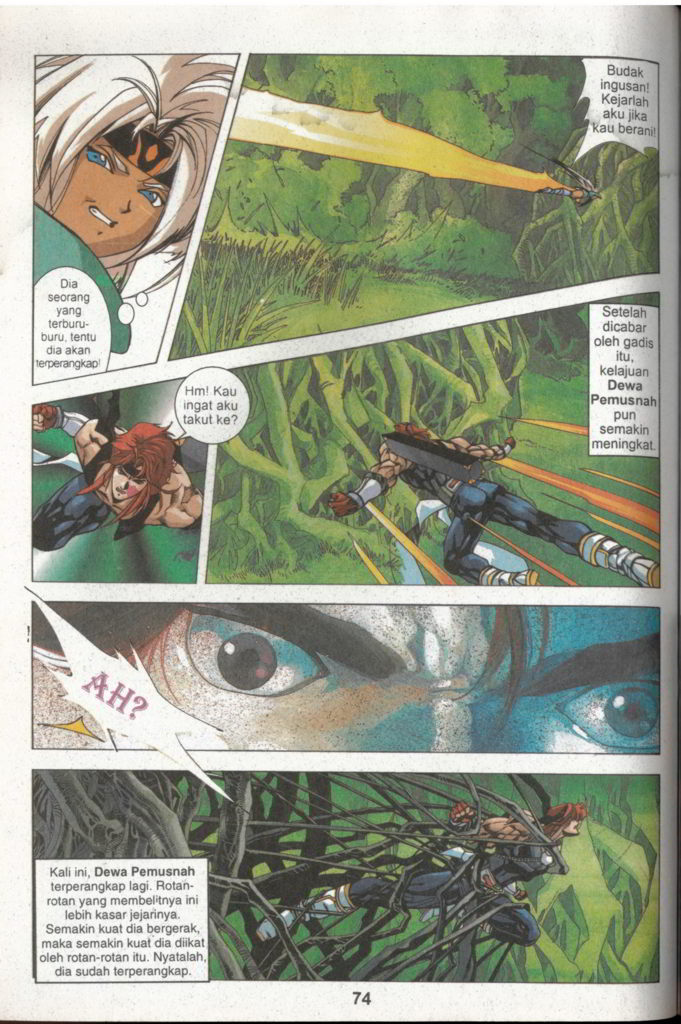 Budak
ingusan!
Kejarlah
aku jika
kau berani!
Dia
seorang
yang
terburu-
buru, tentu
dia akan
terperangkap!
Setelah
dicabar
oleh gadis
itu,
kelajuan
Dewa
Pemusnah
pun
semakin
meningkat.
Hm! Kau
ingat aku
takut ke?
AH?
Kali ini, Dewa Pemusnah
terperangkap lagi. Rotan-
rotan yang membelitnya ini
lebih kasar jejarinya.
Semakin kuat dia bergerak,
maka semakin kuat dia diikat
oleh rotan-rotan itu. Nyatalah,
dia sudah terperangkap.
74